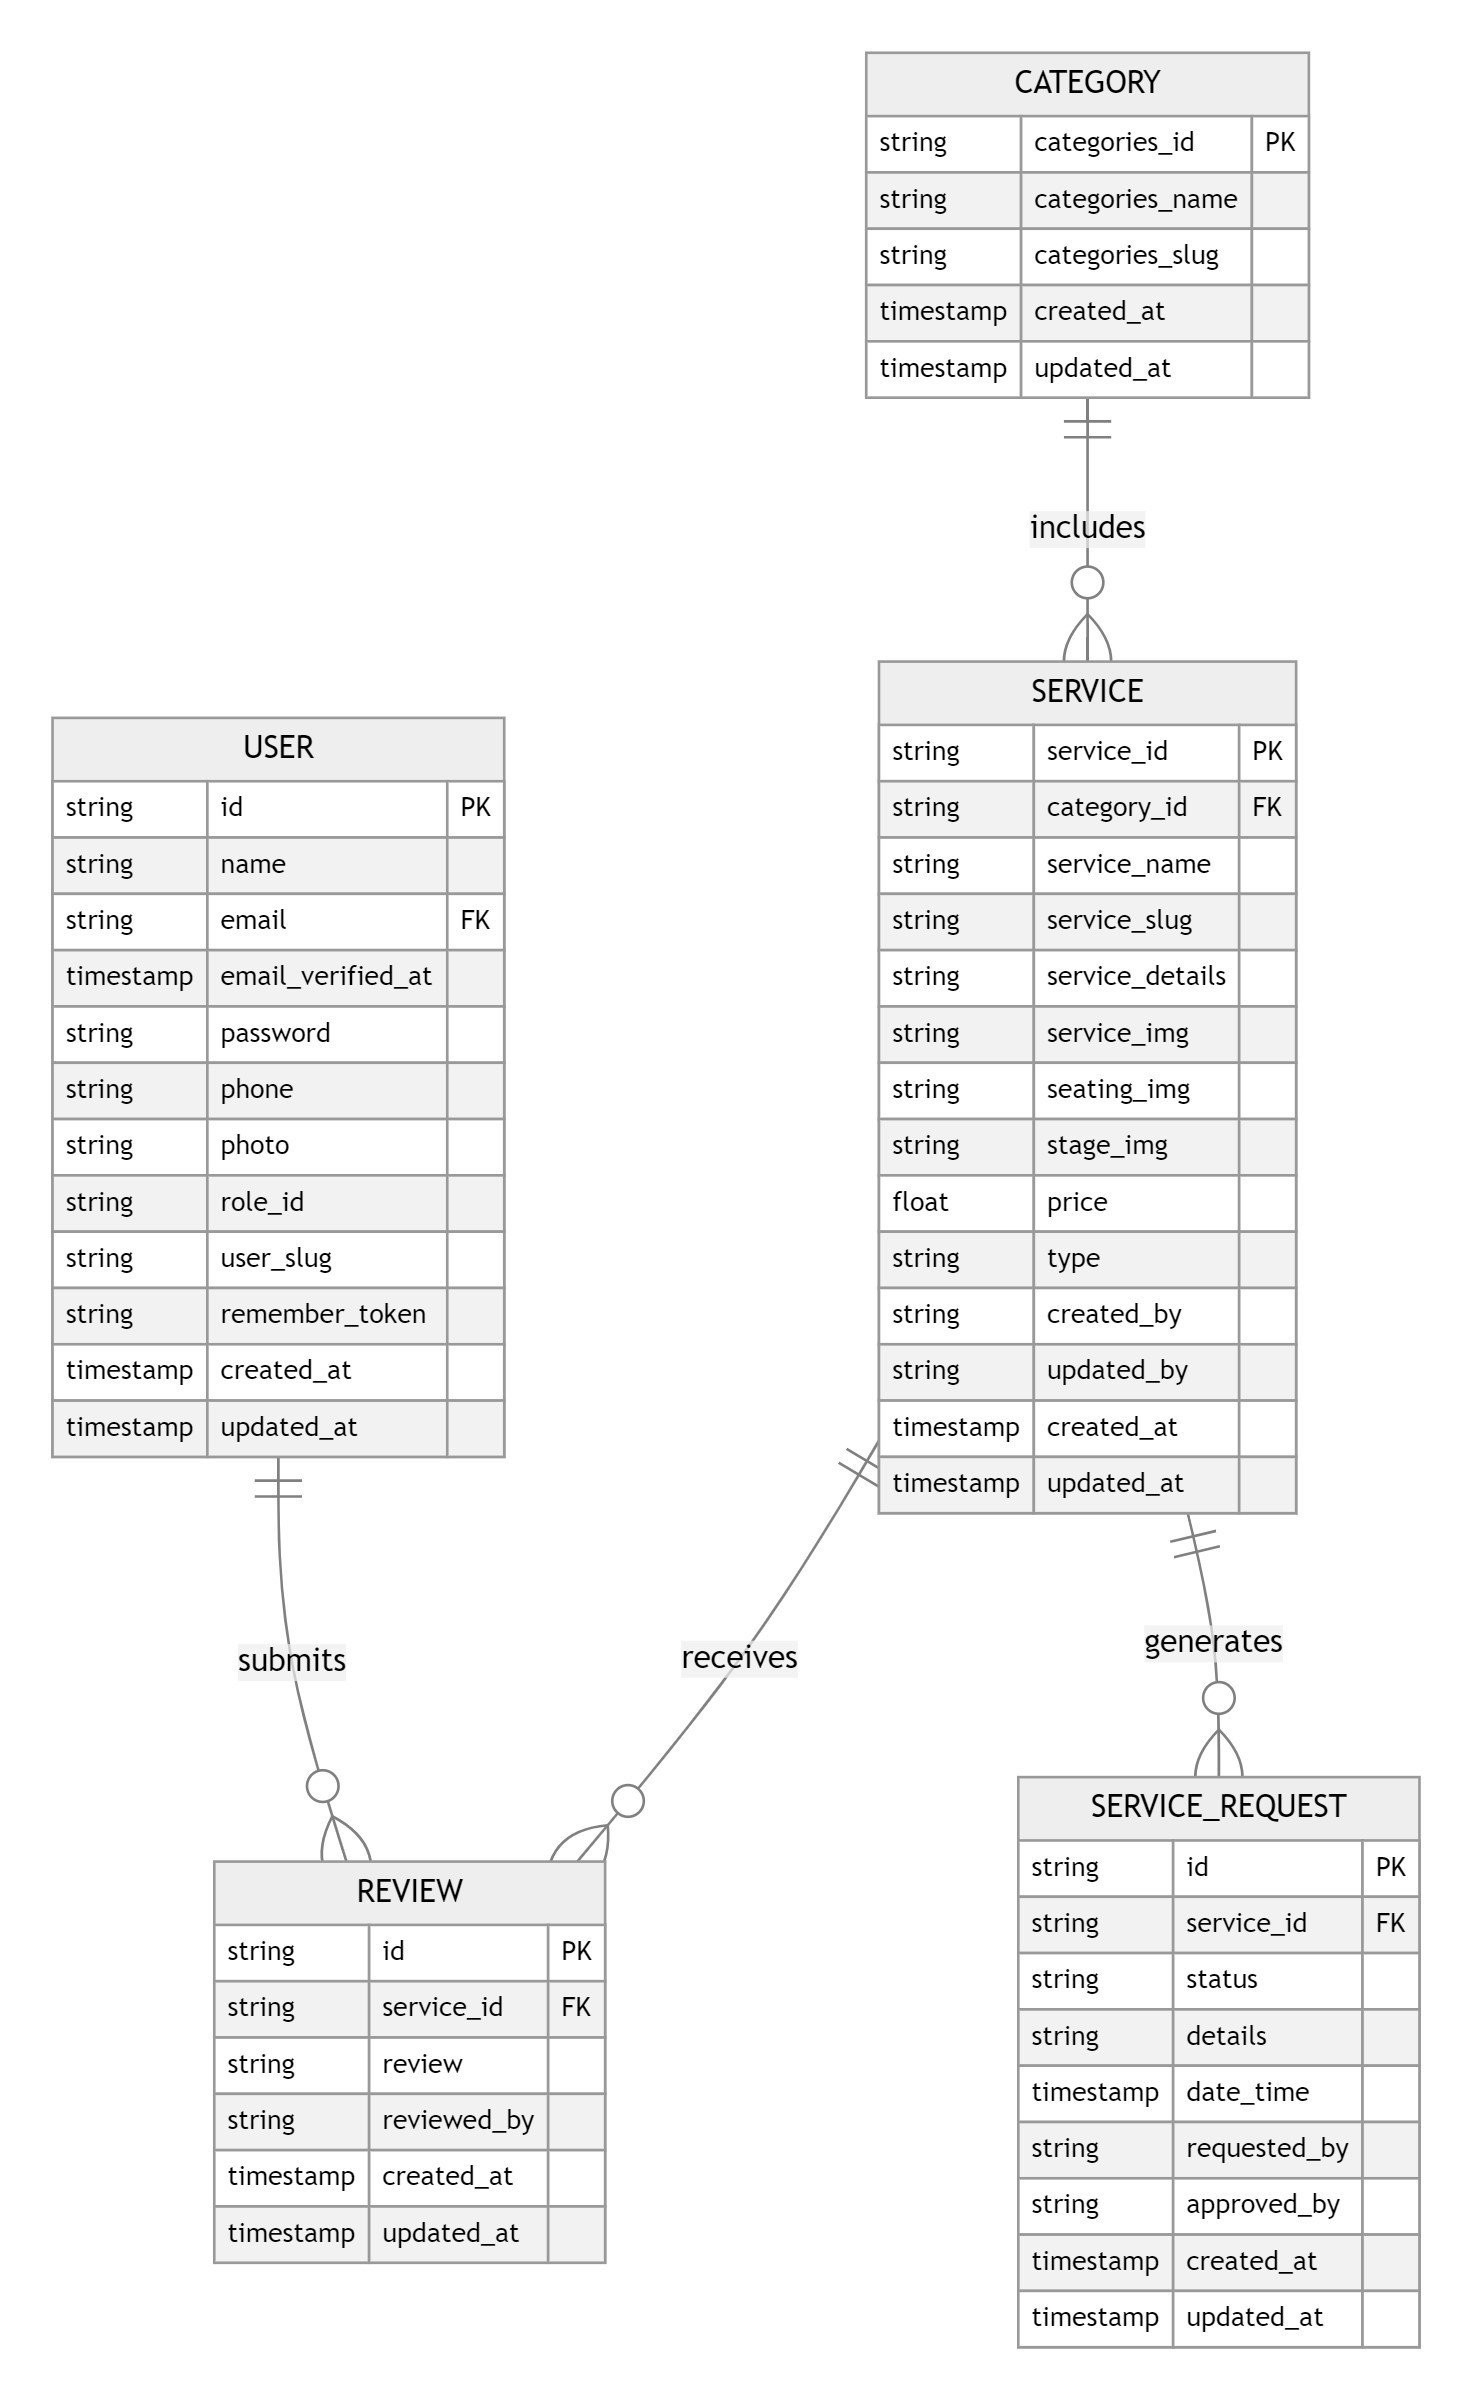 CATEGORY
string categories_id PK
string categories_name
string categories_slug
timestamp created_at
timestamp updated_at
includes
SERVICE
string service_id PK
string category_id FK
string service_name
string service_slug
string service_details
string service_img
string seating_img
string stage_img
float price
string type
string created_by
string updated_by
timestamp created_at
timestamp updated_at
USER
string id PK
string name
string email FK
timestamp email_verified_at
string password
string phone
string photo
string role_id
string user_slug
string remember_token
timestamp created_at
timestamp updated_at
submits
receives
generates
REVIEW
string id PK
string service_id FK
string review
string reviewed_by
timestamp created_at
timestamp updated_at
SERVICE_REQUEST
string id PK
string service_id FK
string status
string details
timestamp date_time
string requested_by
string approved_by
timestamp created_at
timestamp updated_at